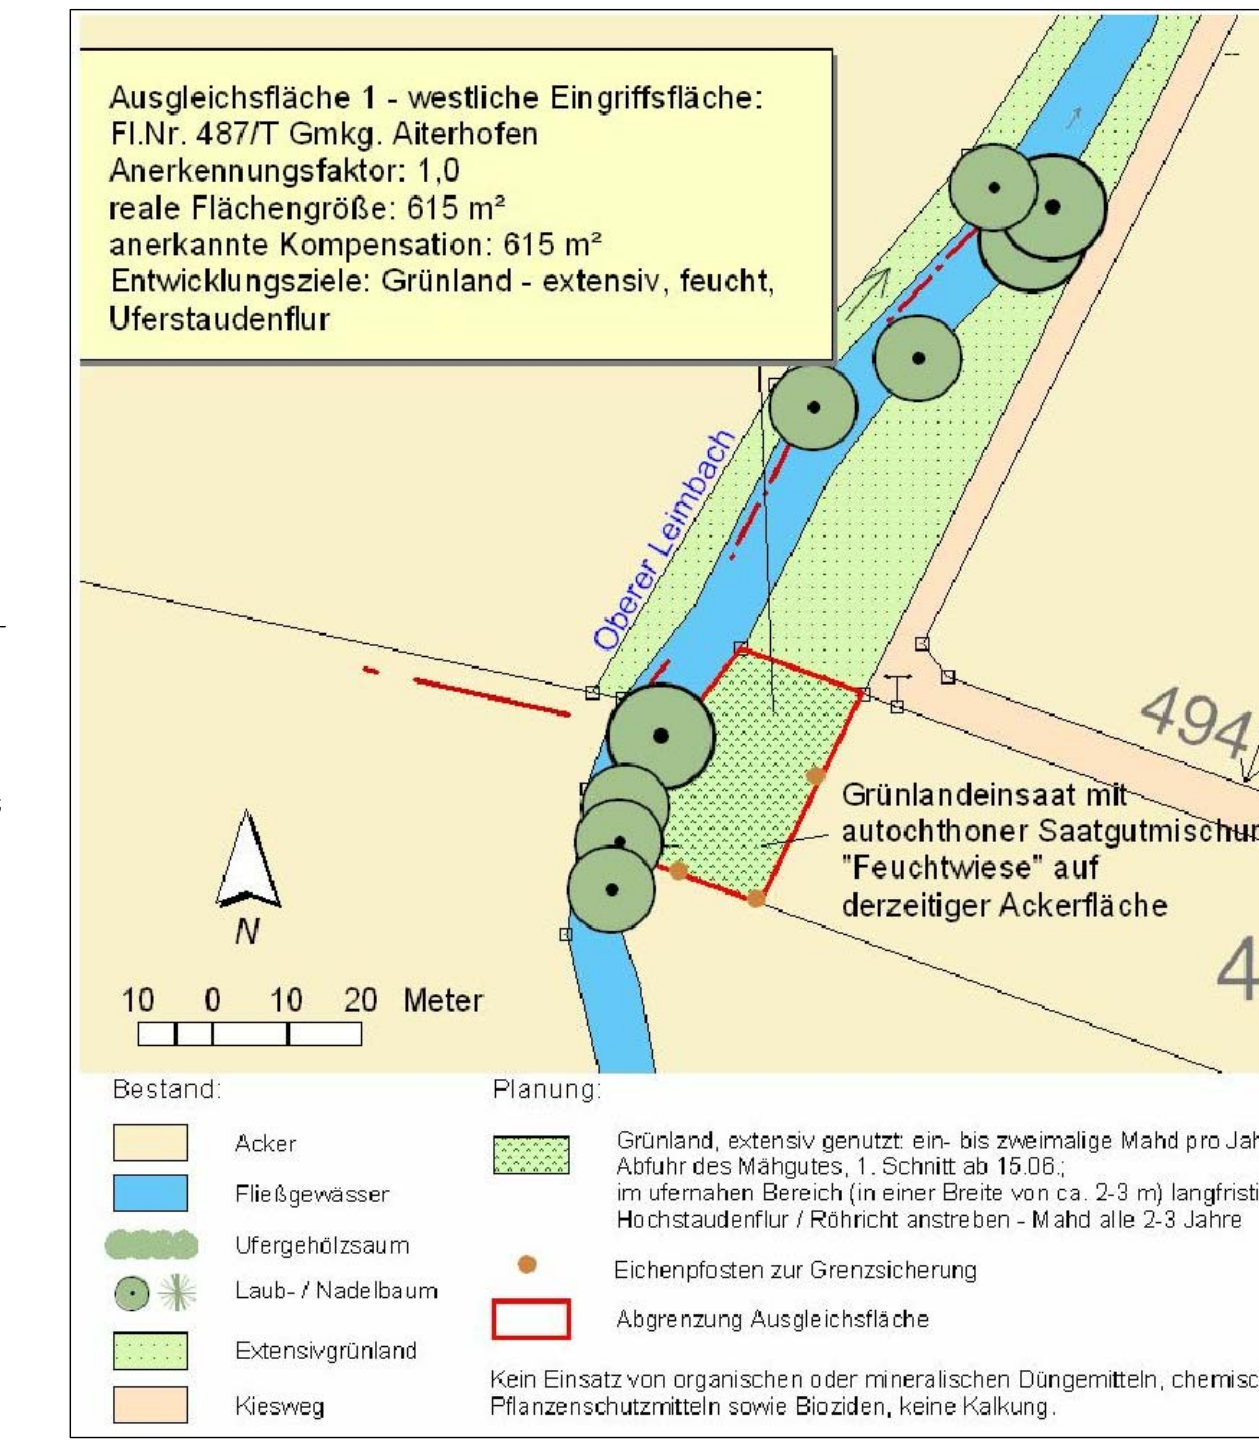 Ausgleichsfläche 1 - westliche Eingriffsfläche:
Fl.Nr. 487/T Gmkg. Aiterhofen
Anerkennungsfaktor: 1,0
reale Flächengröße: 615 m²
anerkannte Kompensation: 615 m²
Entwicklungsziele: Grünland - extensiv, feucht,
Uferstaudenflur
Oberer Leimbach
494
Grünlandeinsaat mit
autochthoner Saatgutmischun
"Feuchtwiese" auf
derzeitiger Ackerfläche
4
N
10 0 10 20 Meter
Bestand:
Acker
Fließgewässer
Ufergehölzsaum
Laub- / Nadelbaum
Extensivgrünland
Kiesweg
Planung:
Grünland, extensiv genutzt: ein- bis zweimalige Mahd pro Jah
Abfuhr des Mähgutes, 1. Schnitt ab 15.06.;
im ufernahen Bereich (in einer Breite von ca. 2-3 m) langfristi
Hochstaudenflur / Röhricht anstreben - Mahd alle 2-3 Jahre
Eichenpfosten zur Grenzsicherung
Abgrenzung Ausgleichsfläche
Kein Einsatz von organischen oder mineralischen Düngemitteln, chemisc
Pflanzenschutzmitteln sowie Bioziden, keine Kalkung.